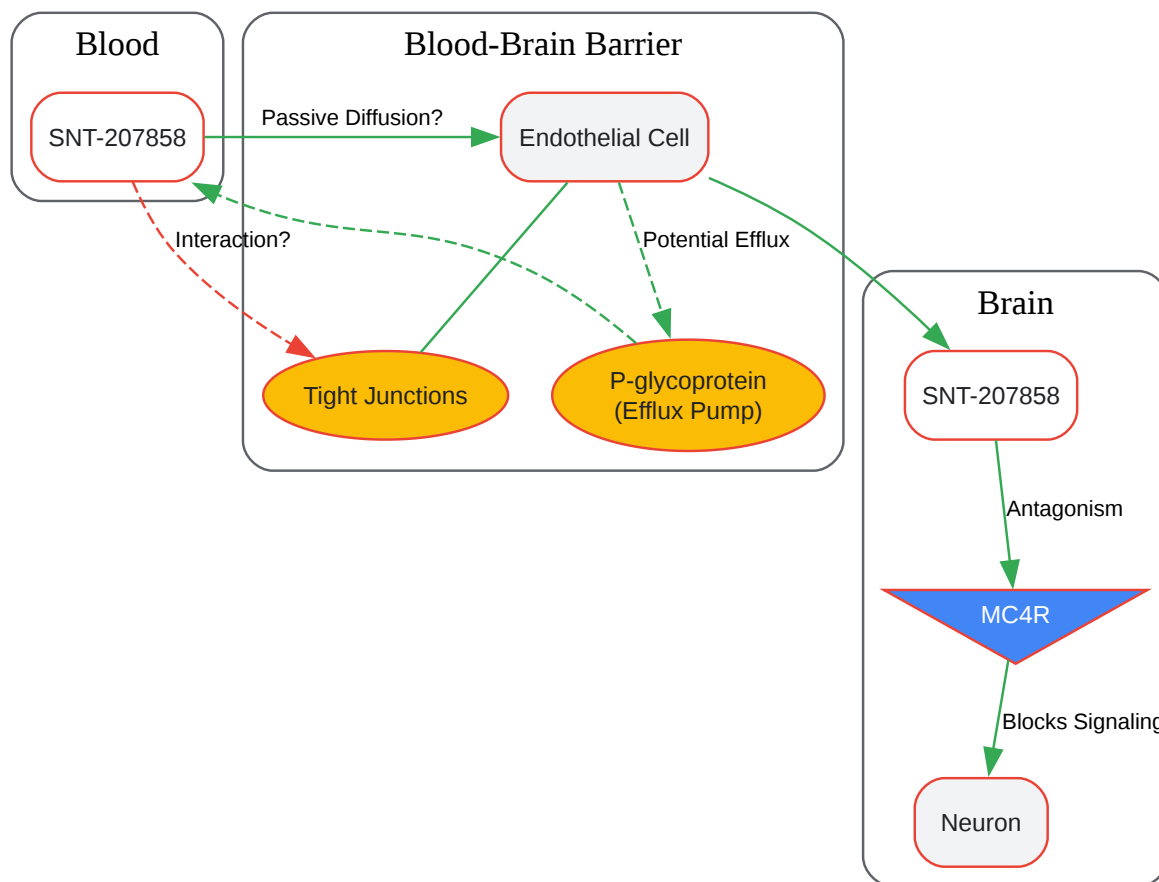 Blood
Blood-Brain Barrier
SNT-207858
Passive Diffusion?
Endothelial Cell
Interaction?
Potential Efflux
Tight Junctions
P-glycoprotein
(Efflux Pump)
Brain
SNT-207858
Antagonism
MC4R
Blocks Signaling
Neuron